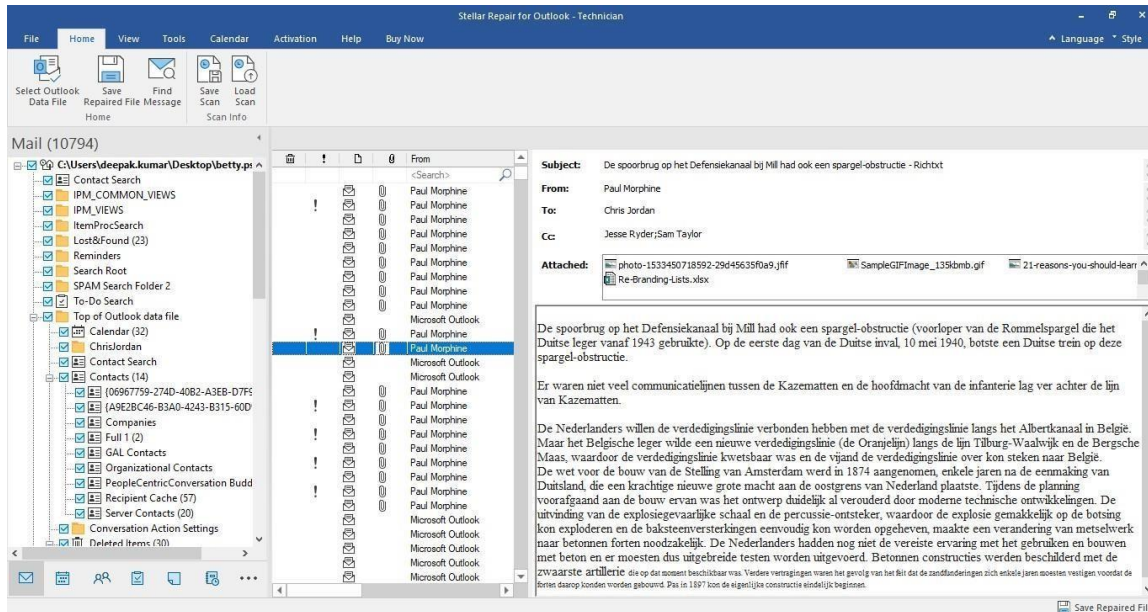 Stellar Repair for Outlook - Technician
File Home View Tools Calendar Activation Help Buy Now
Language Style
Select Outlook Data File
Save Repaired File
Find Message
Save Scan
Load Scan
Home
Scan Info
Mail (10794)
C:\Users\deepak.kumar\Desktop\betty.ps
Contact Search
IPM_COMMON_VIEWS
IPM_VIEWS
ItemProcSearch
Lost&Found (23)
Reminders
Search Root
SPAM Search Folder 2
To-Do Search
Top of Outlook data file
Calendar (32)
ChrisJordan
Contact Search
Contacts (14)
{06967759-274D-40B2-A3EB-D7F9
{A9E2BC46-B3A0-4243-B315-60D
Companies
Full 1 (2)
GAL Contacts
Organizational Contacts
PeopleCentricConversation Budd
Recipient Cache (57)
Server Contacts (20)
Conversation Action Settings
Deleted Items (30)
From
<Search>
Paul Morphine
Paul Morphine
Paul Morphine
Paul Morphine
Paul Morphine
Paul Morphine
Paul Morphine
Paul Morphine
Paul Morphine
Microsoft Outlook
Paul Morphine
Paul Morphine
Microsoft Outlook
Microsoft Outlook
Paul Morphine
Paul Morphine
Paul Morphine
Paul Morphine
Paul Morphine
Paul Morphine
Paul Morphine
Paul Morphine
Paul Morphine
Microsoft Outlook
Microsoft Outlook
Microsoft Outlook
Microsoft Outlook
Microsoft Outlook
Subject: De spoorbrug op het Defensiekanaal bij Mill had ook een spargel-obstructie - Richtxt
From: Paul Morphine
To: Chris Jordan
Cc: Jesse Ryder;Sam Taylor
Attached: photo-1533450718592-29d45635f0a9.jfif SampleGIFImage_135kbmb.gif 21-reasons-you-should-learn
Re-Branding-Lists.xlsx
De spoorbrug op het Defensiekanaal bij Mill had ook een spargel-obstructie (voorloper van de Rommelspargel die het
Duitse leger vanaf 1943 gebruikte). Op de eerste dag van de Duitse inval, 10 mei 1940, botste een Duitse trein op deze
spargel-obstructie.
Er waren niet veel communicatielijnen tussen de Kazematten en de hoofdmacht van de infanterie lag ver achter de lijn
van Kazematten.
De Nederlanders willen de verdedigingslinie verbonden hebben met de verdedigingslinie langs het Albertkanaal in België.
Maar het Belgische leger wilde een nieuwe verdedigingslinie (de Oranjelijn) langs de lijn Tilburg-Waalwijk en de Bergsche
Maas, waardoor de verdedigingslinie kwetsbaar was en de vijand de verdedigingslinie over kon steken naar België.
De wet voor de bouw van de Stelling van Amsterdam werd in 1874 aangenomen, enkele jaren na de eenmaking van
Duitsland, die een krachtige nieuwe grote macht aan de oostgrens van Nederland plaatste. Tijdens de planning
voorafgaand aan de bouw ervan was het ontwerp duidelijk al verouderd door moderne technische ontwikkelingen. De
uitvinding van de explosiegevaarlijke schaal en de percussie-ontsteker, waardoor de explosie gemakkelijk op de botsing
kon exploderen en de baksteenversterkingen eenvoudig kon worden opgeheven, maakte een verandering van metselwerk
naar betonnen forten noodzakelijk. De Nederlanders hadden nog niet de vereiste ervaring met het gebruiken en bouwen
met beton en er moesten dus uitgebreide testen worden uitgevoerd. Betonnen constructies werden beschilderd met de
zwaarste artillerie die op dat moment beschikbaar was. Verdere vertragingen waren het gevolg van het feit dat de zandfunderingen zich enkele jaren moesten vestigen voordat de
forten daarop konden worden gebouwd. Pas in 1897 kon de eigenlijke constructie eindelijk beginnen.
Save Repaired Fil